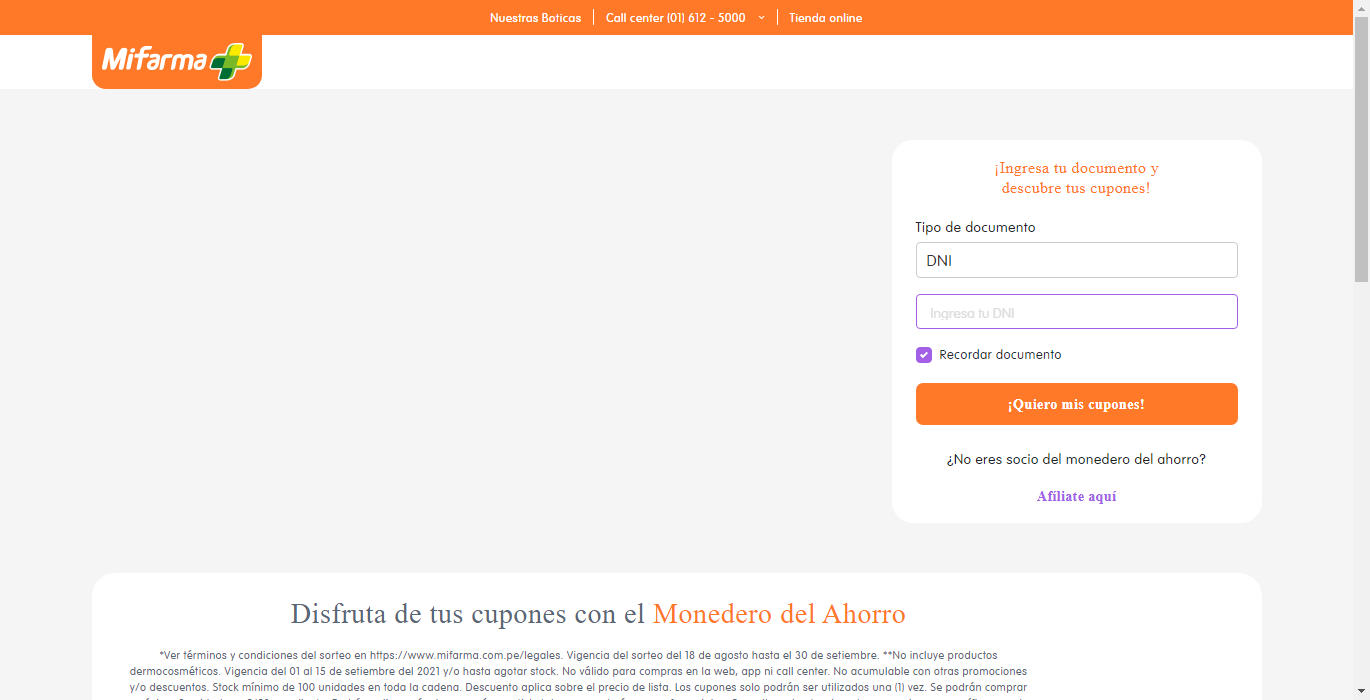 Nuestras Boticas
Call center (01) 612 - 5000
Tienda online
Mifarma
¡Ingresa tu documento y
descubre tus cupones!
Tipo de documento
DNI
Ingresa tu DNI
Recordar documento
¡Quiero mis cupones!
¿No eres socio del monedero del ahorro?
Afíliate aquí
Disfruta de tus cupones con el Monedero del Ahorro
*Ver términos y condiciones del sorteo en https://www.mifarma.com.pe/legales. Vigencia del sorteo del 18 de agosto hasta el 30 de setiembre. **No incluye productos
dermocosméticos. Vigencia del 01 al 15 de setiembre del 2021 y/o hasta agotar stock. No válido para compras en la web, app ni call center. No acumulable con otras promociones
y/o descuentos. Stock mínimo de 100 unidades en toda la cadena. Descuento aplica sobre el precio de lista. Los cupones solo podrán ser utilizados una (1) vez. Se podrán comprar